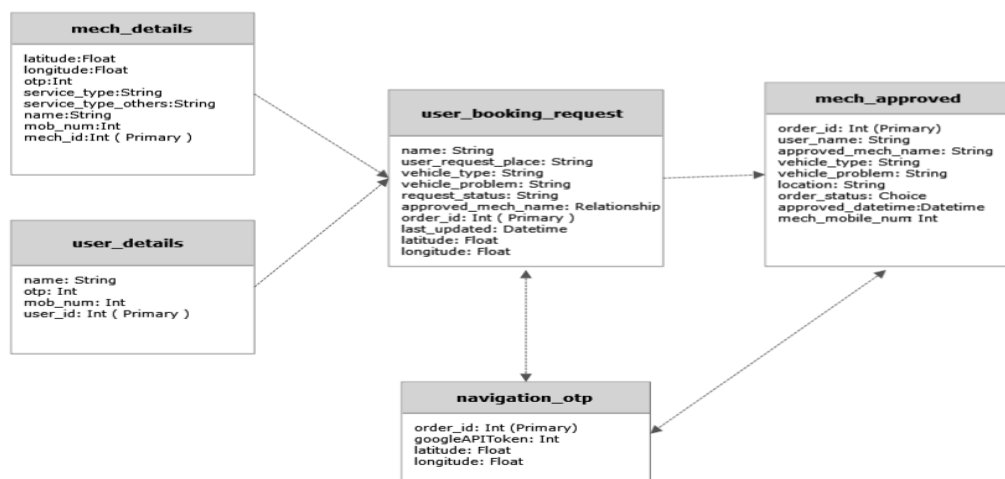 mech_details
latitude:Float
longitude:Float
otp:Int
service_type:String
service_type_others:String
name:String
mob_num:Int
mech_id:Int ( Primary )
user_details
name: String
otp: Int
mob_num: Int
user_id: Int ( Primary )
user_booking_request
name: String
user_request_place: String
vehicle_type: String
vehicle_problem: String
request_status: String
approved_mech_name: Relationship
order_id: Int ( Primary )
last_updated: Datetime
latitude: Float
longitude: Float
mech_approved
order_id: Int (Primary)
user_name: String
approved_mech_name: String
vehicle_type: String
vehicle_problem: String
location: String
order_status: Choice
approved_datetime:Datetime
mech_mobile_num: Int
navigation_otp
order_id: Int (Primary)
googleAPIToken: Int
latitude: Float
longitude: Float